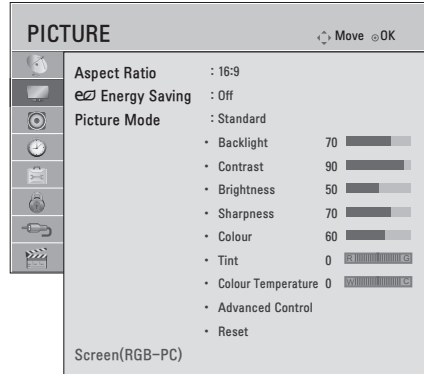 PICTURE
Move OK
Aspect Ratio : 16:9
Energy Saving : Off
Picture Mode : Standard
• Backlight 70
• Contrast 90
• Brightness 50
• Sharpness 70
• Colour 60
• Tint 0 R G
• Colour Temperature 0 W C
• Advanced Control
• Reset
Screen(RGB-PC)